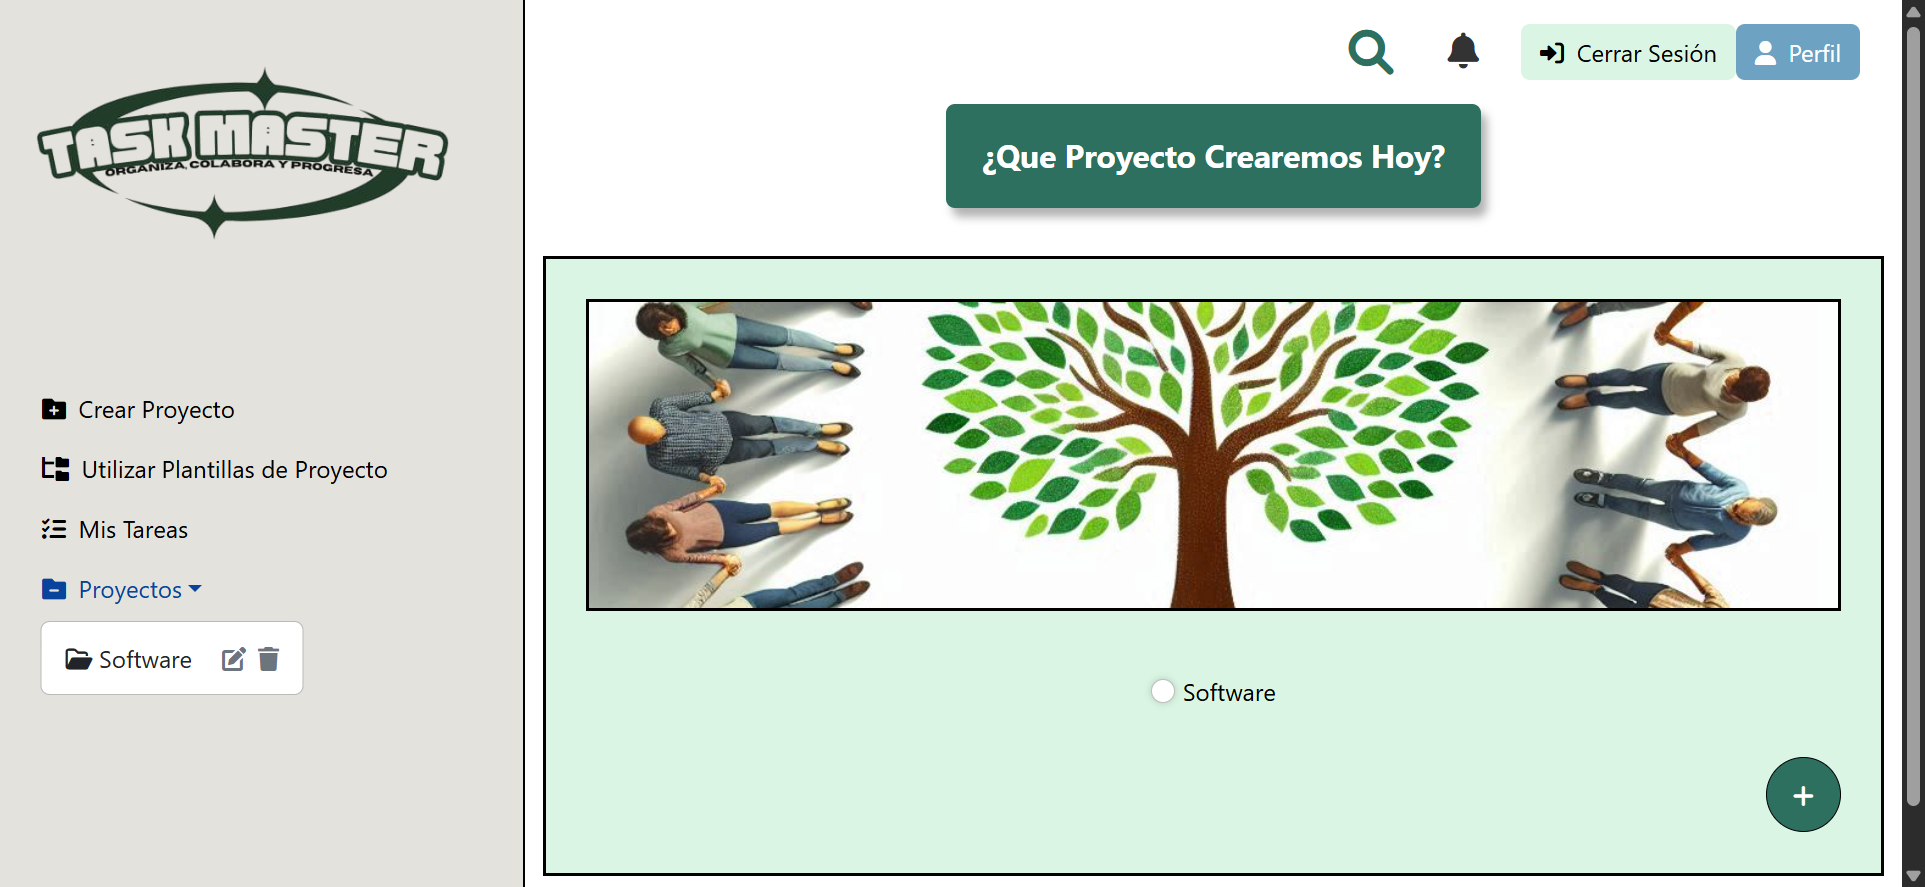 TASK MASTER
ORGANIZA, COLABORA Y PROGRESA
Crear Proyecto
Utilizar Plantillas de Proyecto
Mis Tareas
Proyectos
Software
Cerrar Sesión
Perfil
¿Que Proyecto Crearemos Hoy?
Software
+